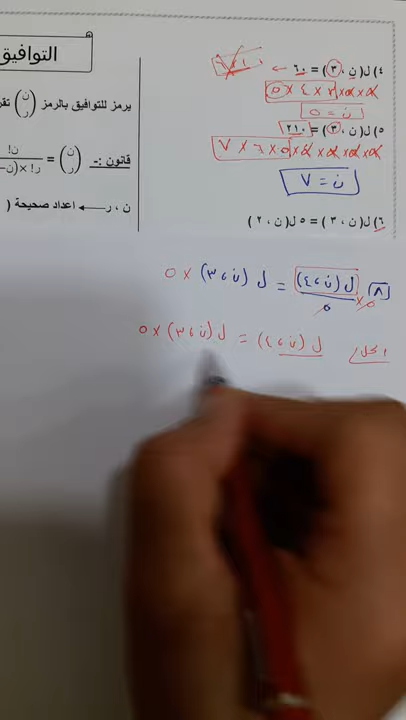 التوافيق
يرمز للتوافيق بالرمز (ن ر)
قانون :- (ن ر) = ن! / ر! × (ن-
ن ، ر ← اعداد صحيحة (
٤) ل(ن ، ٣) = ٦٠ ←
٥ × ٤ × ٣
ن = ٥
٥) ل(ن ، ٣) = ٢١٠
٧ × ٦ × ٥
ن = ٧
٦) ل(ن ، ٣) = ٥ ل(ن ، ٢)
٨ ل (ن ، ٤) / ٥ = ل (ن ، ٣) × ٥
الحل / ل (ن ، ٤) = ل (ن ، ٣) × ٥